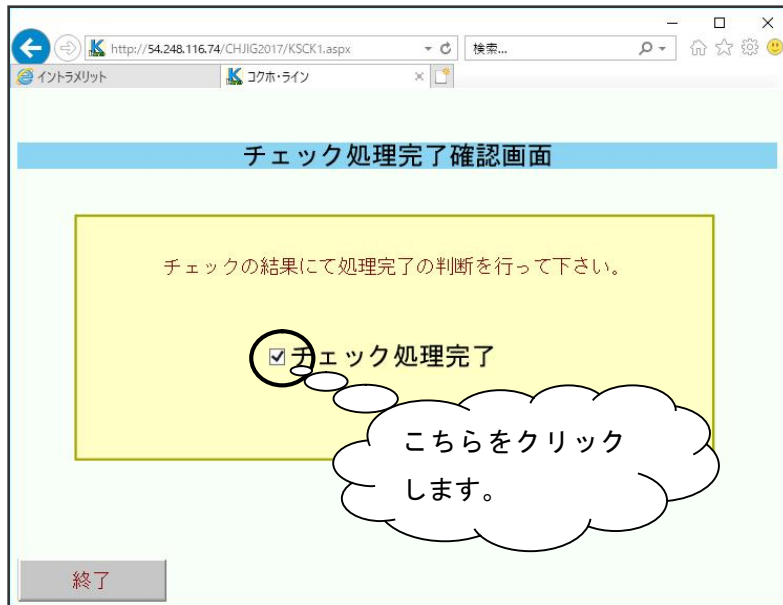 http://54.248.116.74/CHJIG2017/KSCK1.aspx
検索...
イントラメリット
コクホ・ライン
チェック処理完了確認画面
チェックの結果にて処理完了の判断を行って下さい。
チェック処理完了
こちらをクリック
します。
終了